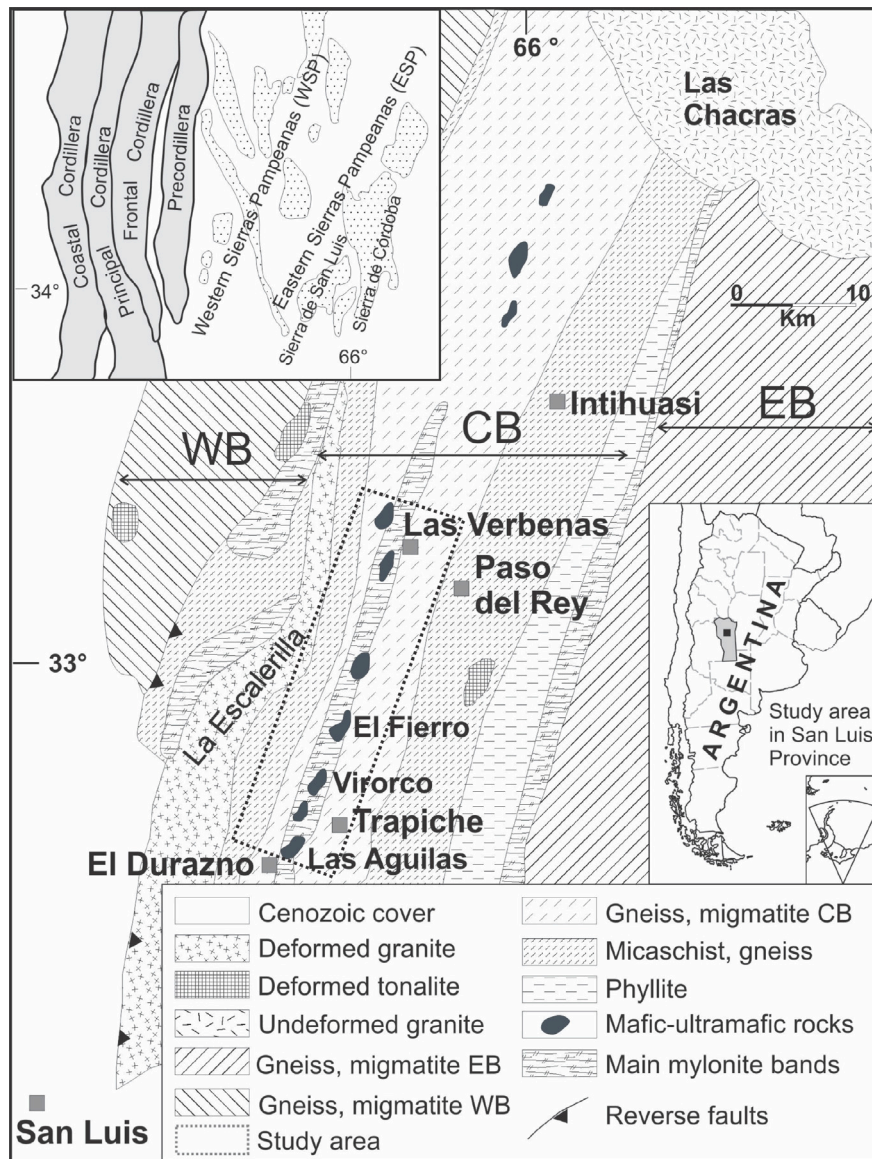 Coastal
Cordillera
Principal
Cordillera
Frontal
Cordillera
Precordillera
Western Sierras Pampeanas (WSP)
Eastern Sierras Pampeanas (ESP)
Sierra de San Luis
Sierra de Córdoba
34°
66°
66 °
Las
Chacras
0 10
Km
Intihuasi
WB
CB
EB
Las Verbenas
Paso
del Rey
33°
La Escalerilla
El Fierro
Virorco
Trapiche
El Durazno
Las Aguilas
ARGENTINA
Study area
in San Luis
Province
San Luis
Cenozoic cover
Deformed granite
Deformed tonalite
Undeformed granite
Gneiss, migmatite EB
Gneiss, migmatite WB
Study area
Gneiss, migmatite CB
Micaschist, gneiss
Phyllite
Mafic-ultramafic rocks
Main mylonite bands
Reverse faults